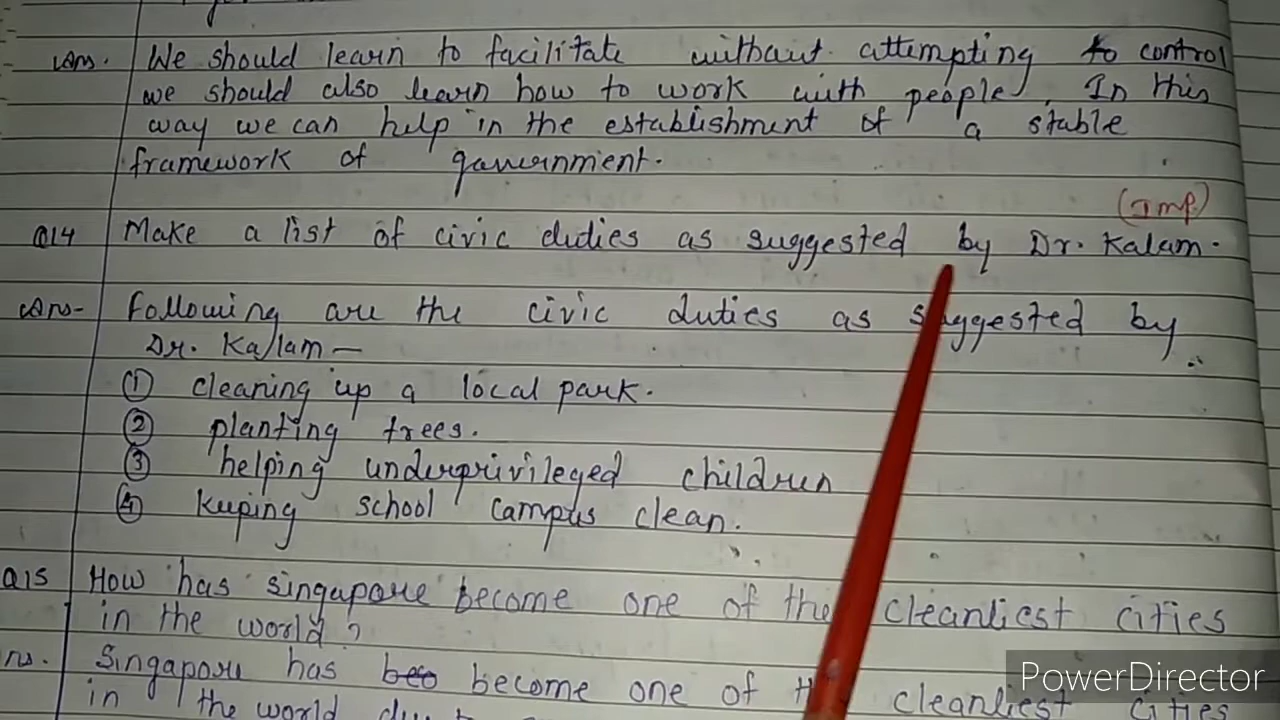 Ans. We should learn to facilitate without attempting to control
we should also learn how to work with people. In this
way we can help in the establishment of a stable
framework of government.
(Imp)
Q14 Make a list of civic duties as suggested by Dr. Kalam.
Ans- Following are the civic duties as suggested by
Dr. Kalam —
① cleaning up a local park.
② planting trees.
③ helping underprivileged children
④ keeping school campus clean.
Q15 How has singapore become one of the cleanliest cities
in the world?
ns. Singapore has become one of the cleanliest cities
in the world
PowerDirector